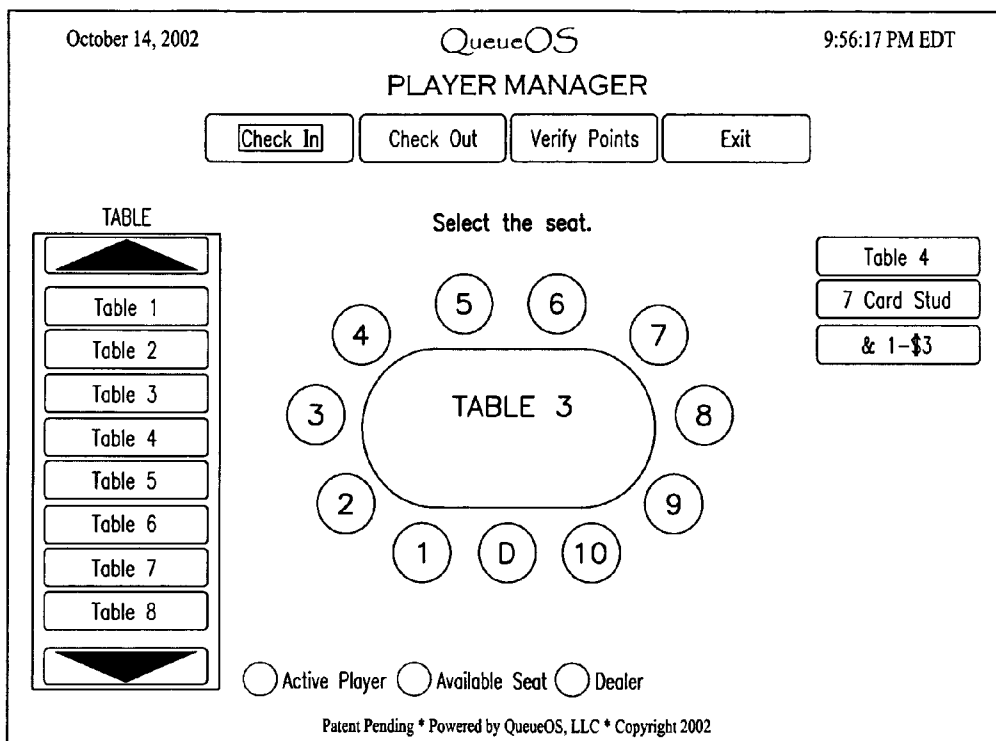 October 14, 2002 QueueOS 9:56:17 PM EDT
PLAYER MANAGER
Check In Check Out Verify Points Exit
TABLE
Select the seat.
Table 1
Table 2
Table 3
Table 4
Table 5
Table 6
Table 7
Table 8
5 6
4 7
3 8
2 9
1 D 10
TABLE 3
Table 4
7 Card Stud
& 1-$3
Active Player Available Seat Dealer
Patent Pending * Powered by QueueOS, LLC * Copyright 2002